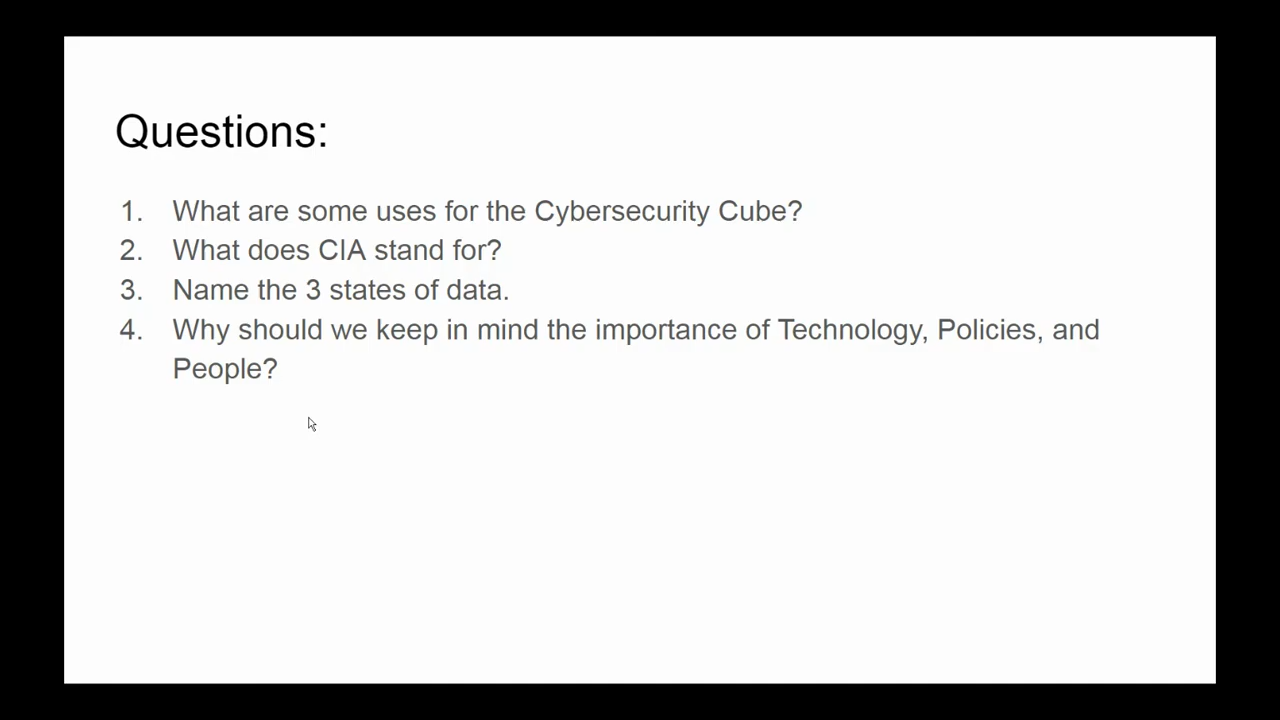 Questions:
1. What are some uses for the Cybersecurity Cube?
2. What does CIA stand for?
3. Name the 3 states of data.
4. Why should we keep in mind the importance of Technology, Policies, and
People?